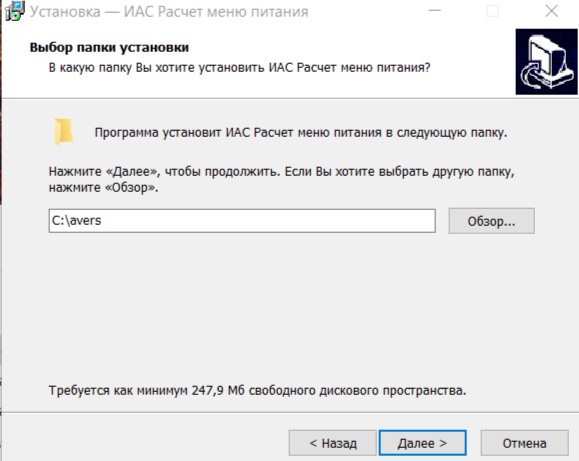 Установка — ИАС Расчет меню питания
Выбор папки установки
В какую папку Вы хотите установить ИАС Расчет меню питания?
Программа установит ИАС Расчет меню питания в следующую папку.
Нажмите «Далее», чтобы продолжить. Если Вы хотите выбрать другую папку,
нажмите «Обзор».
C:\avers
Обзор...
Требуется как минимум 247,9 Мб свободного дискового пространства.
< Назад
Далее >
Отмена